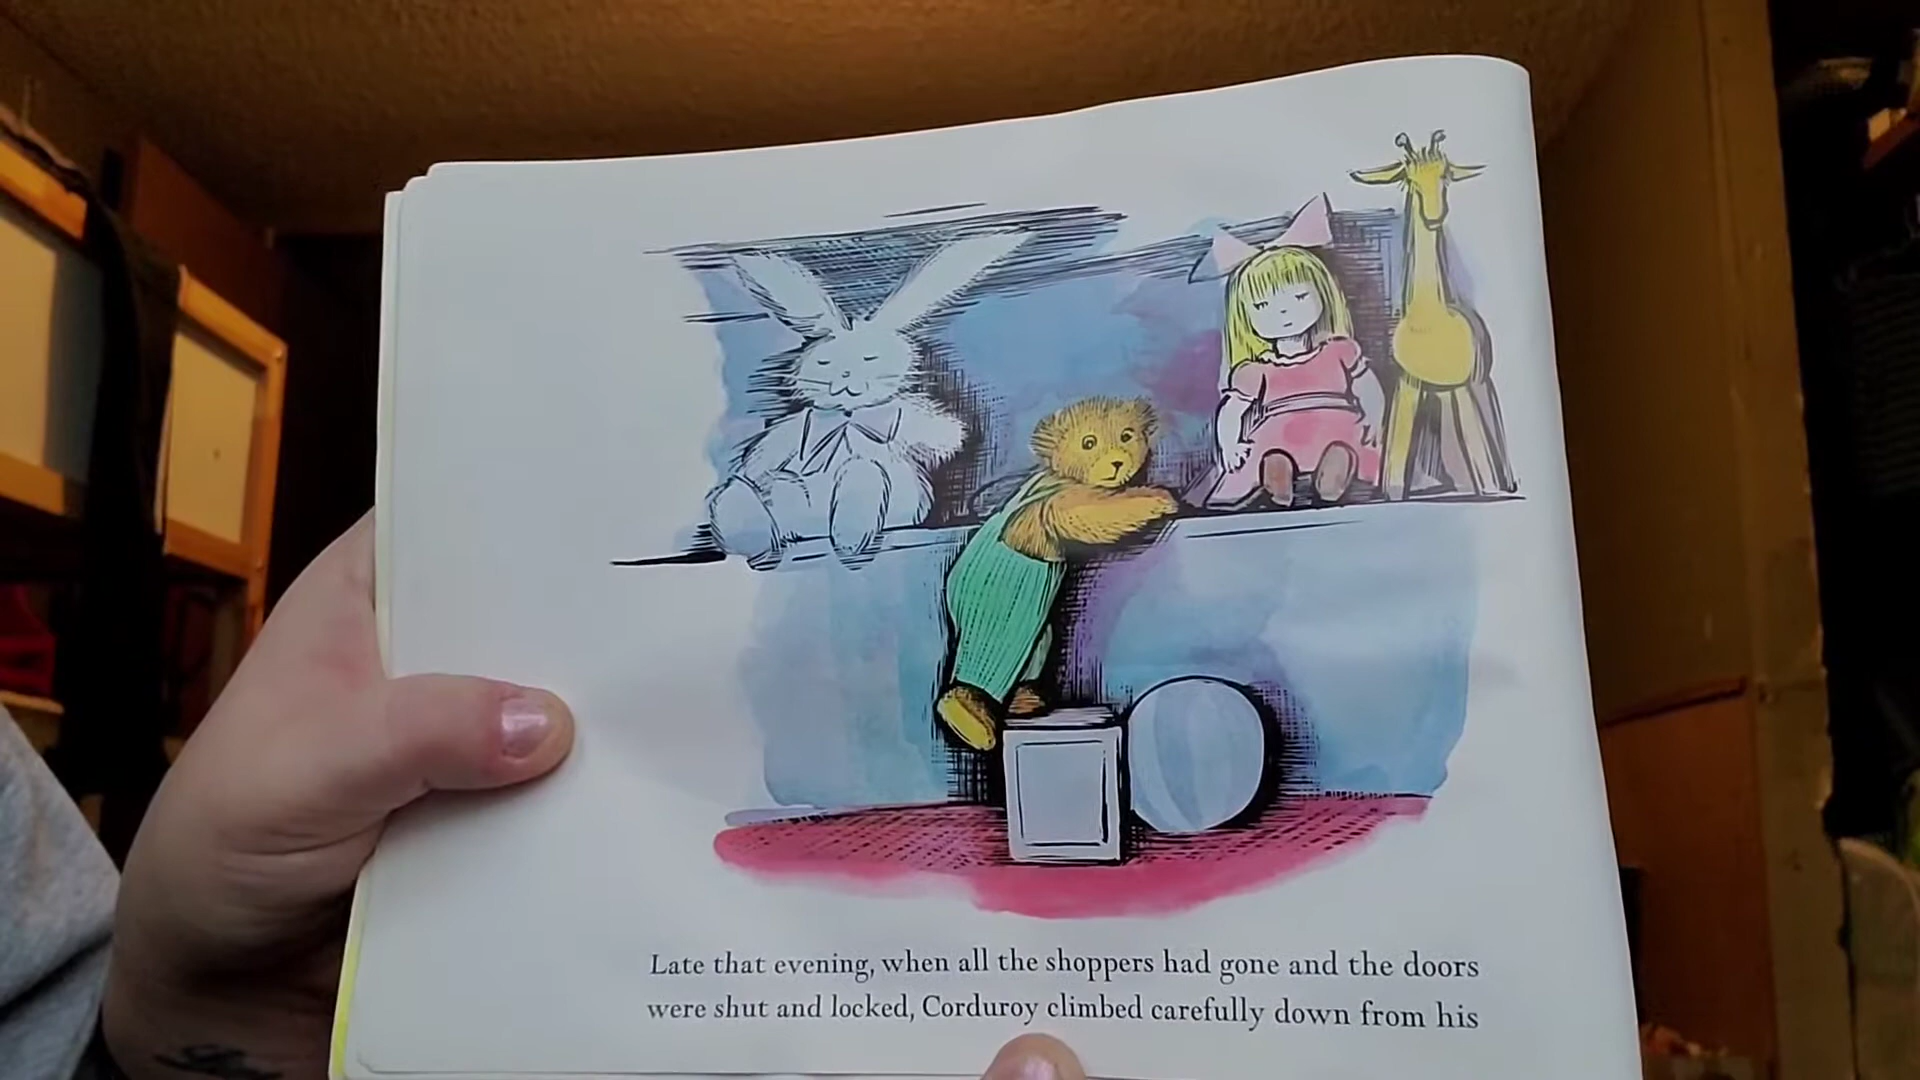 Late that evening, when all the shoppers had gone and the doors
were shut and locked, Corduroy climbed carefully down from his